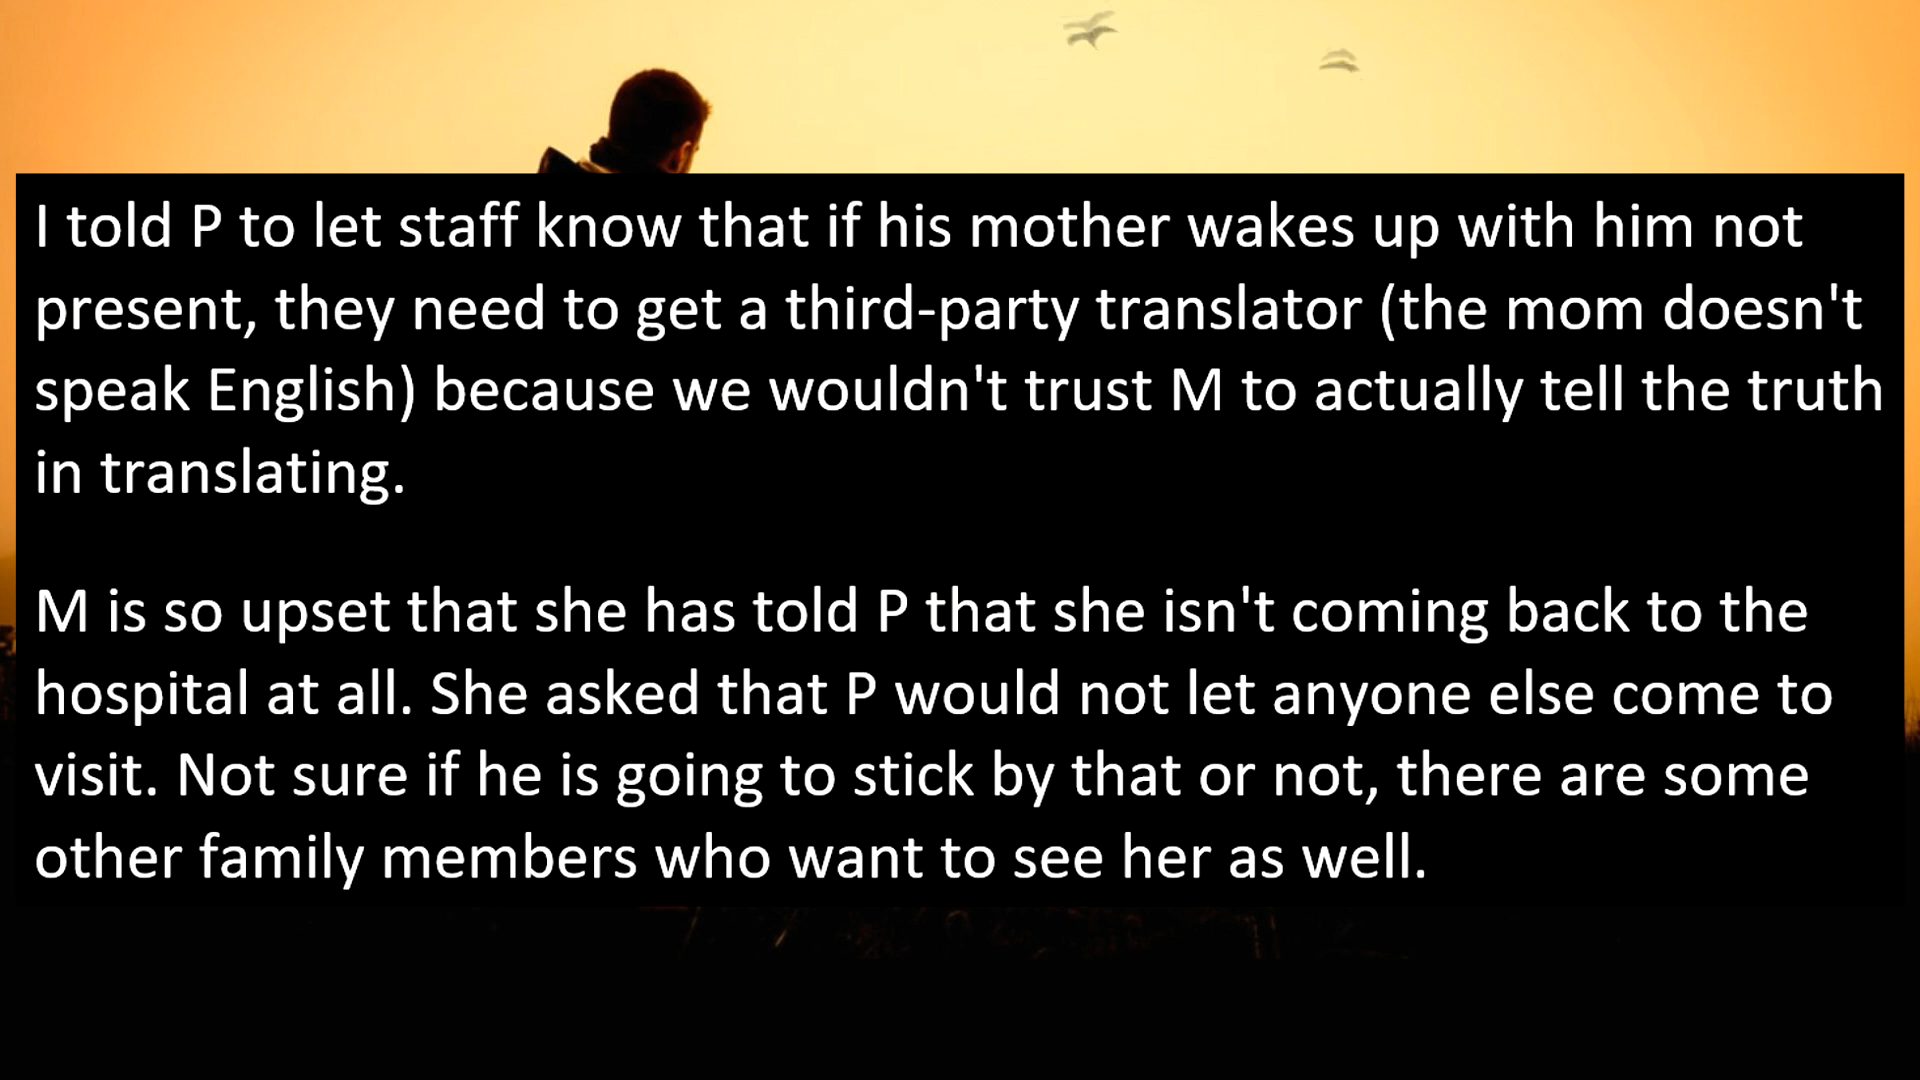 I told P to let staff know that if his mother wakes up with him not
present, they need to get a third-party translator (the mom doesn't
speak English) because we wouldn't trust M to actually tell the truth
in translating.
M is so upset that she has told P that she isn't coming back to the
hospital at all. She asked that P would not let anyone else come to
visit. Not sure if he is going to stick by that or not, there are some
other family members who want to see her as well.